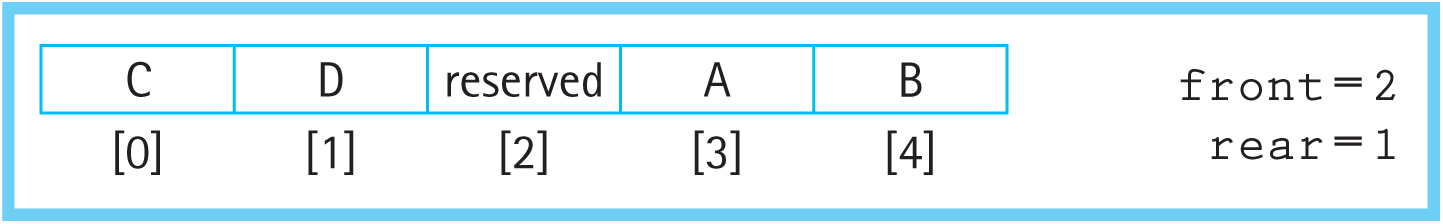 C D reserved A B
[0] [1] [2] [3] [4]
front=2
rear=1